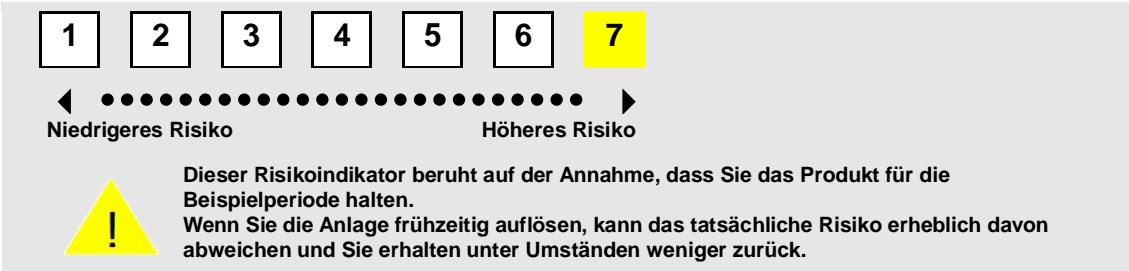 1 2 3 4 5 6 7
Niedrigeres Risiko Höheres Risiko
Dieser Risikoindikator beruht auf der Annahme, dass Sie das Produkt für die
Beispielperiode halten.
Wenn Sie die Anlage frühzeitig auflösen, kann das tatsächliche Risiko erheblich davon
abweichen und Sie erhalten unter Umständen weniger zurück.
!